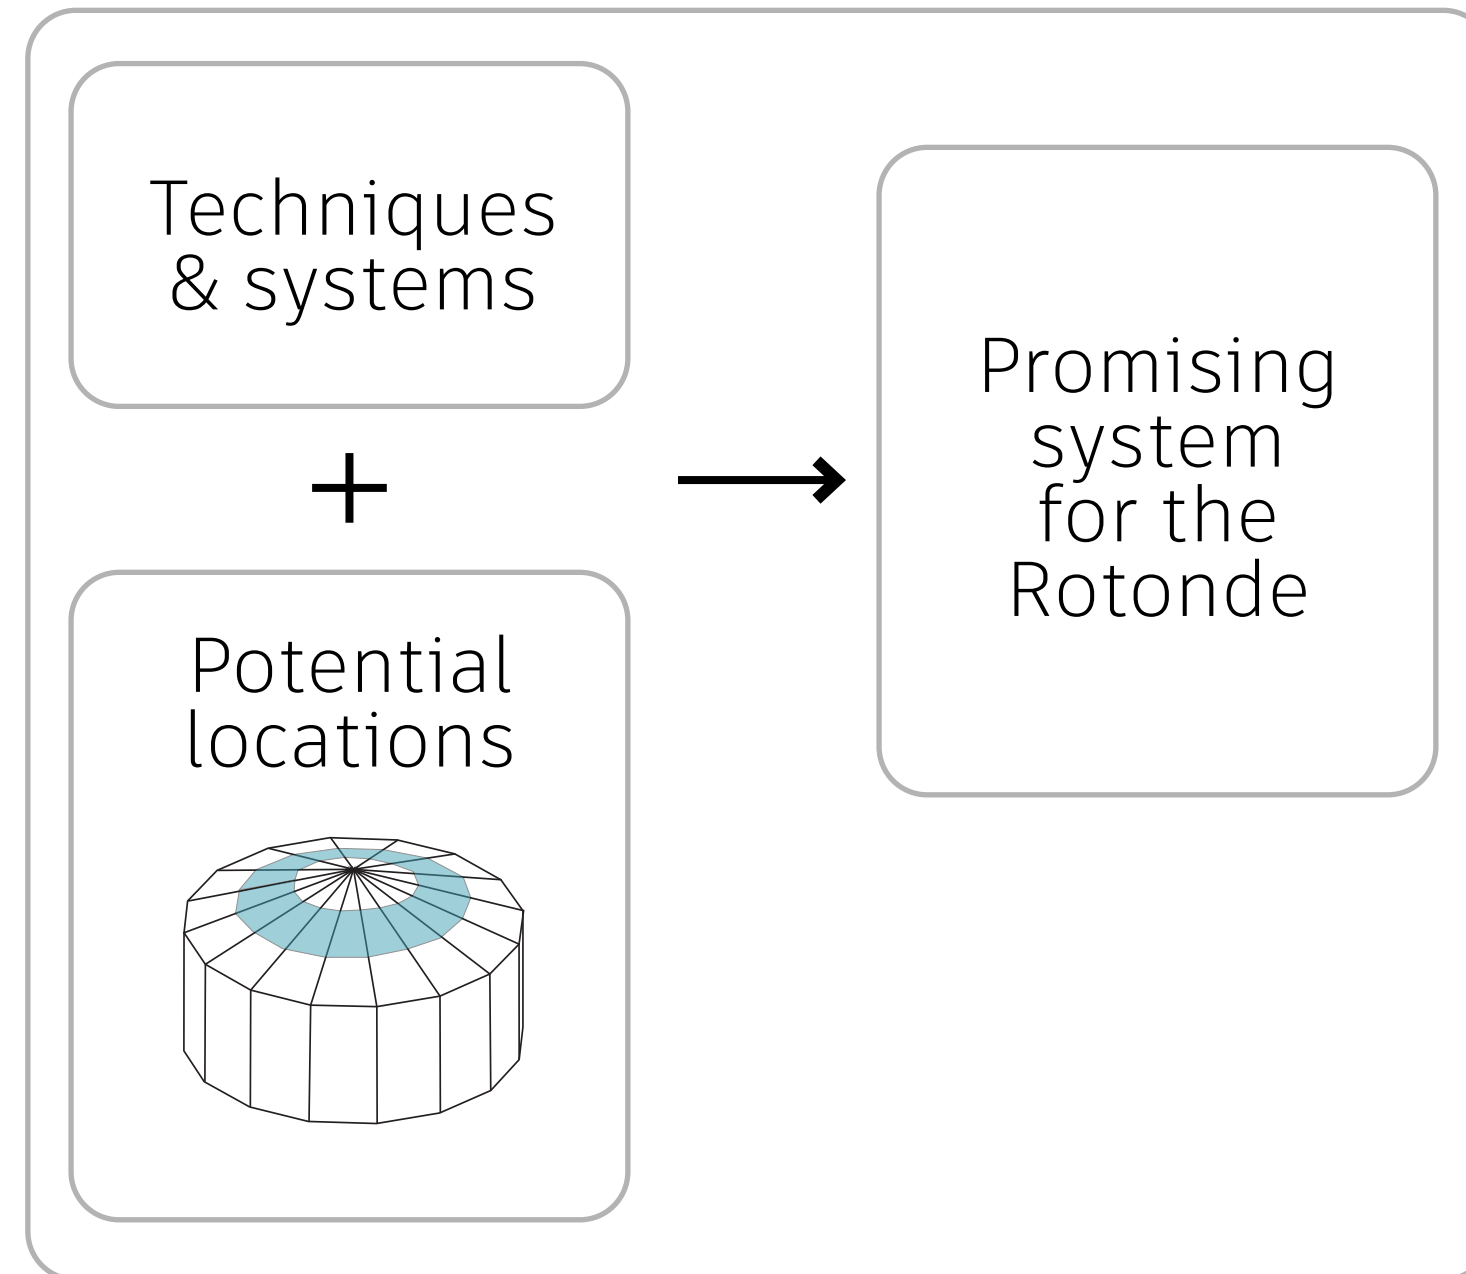 Techniques
& systems
+
Potential
locations
Promising
system
for the
Rotonde